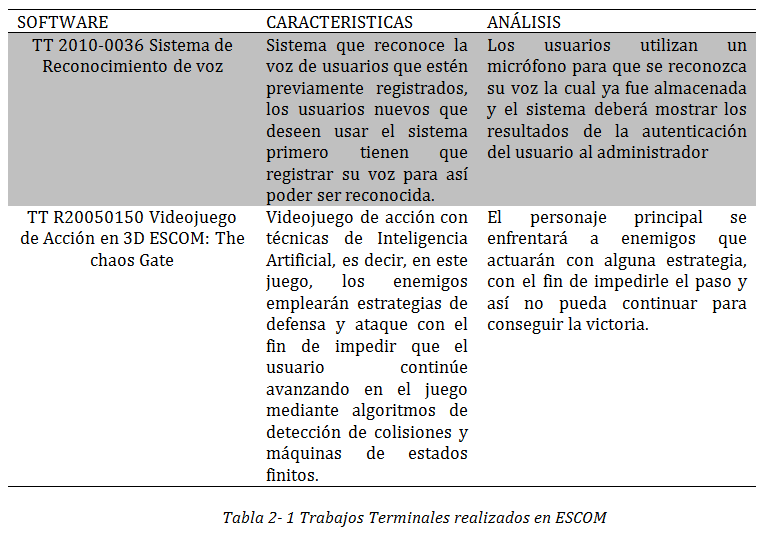 SOFTWARE CARACTERISTICAS ANÁLISIS
TT 2010-0036 Sistema de
Reconocimiento de voz
Sistema que reconoce la
voz de usuarios que estén
previamente registrados,
los usuarios nuevos que
deseen usar el sistema
primero tienen que
registrar su voz para así
poder ser reconocida.
Los usuarios utilizan un
micrófono para que se reconozca
su voz la cual ya fue almacenada
y el sistema deberá mostrar los
resultados de la autenticación
del usuario al administrador
TT R20050150 Videojuego
de Acción en 3D ESCOM: The
chaos Gate
Videojuego de acción con
técnicas de Inteligencia
Artificial, es decir, en este
juego, los enemigos
emplearán estrategias de
defensa y ataque con el
fin de impedir que el
usuario continúe
avanzando en el juego
mediante algoritmos de
detección de colisiones y
máquinas de estados
finitos.
El personaje principal se
enfrentará a enemigos que
actuarán con alguna estrategia,
con el fin de impedirle el paso y
así no pueda continuar para
conseguir la victoria.
Tabla 2- 1 Trabajos Terminales realizados en ESCOM